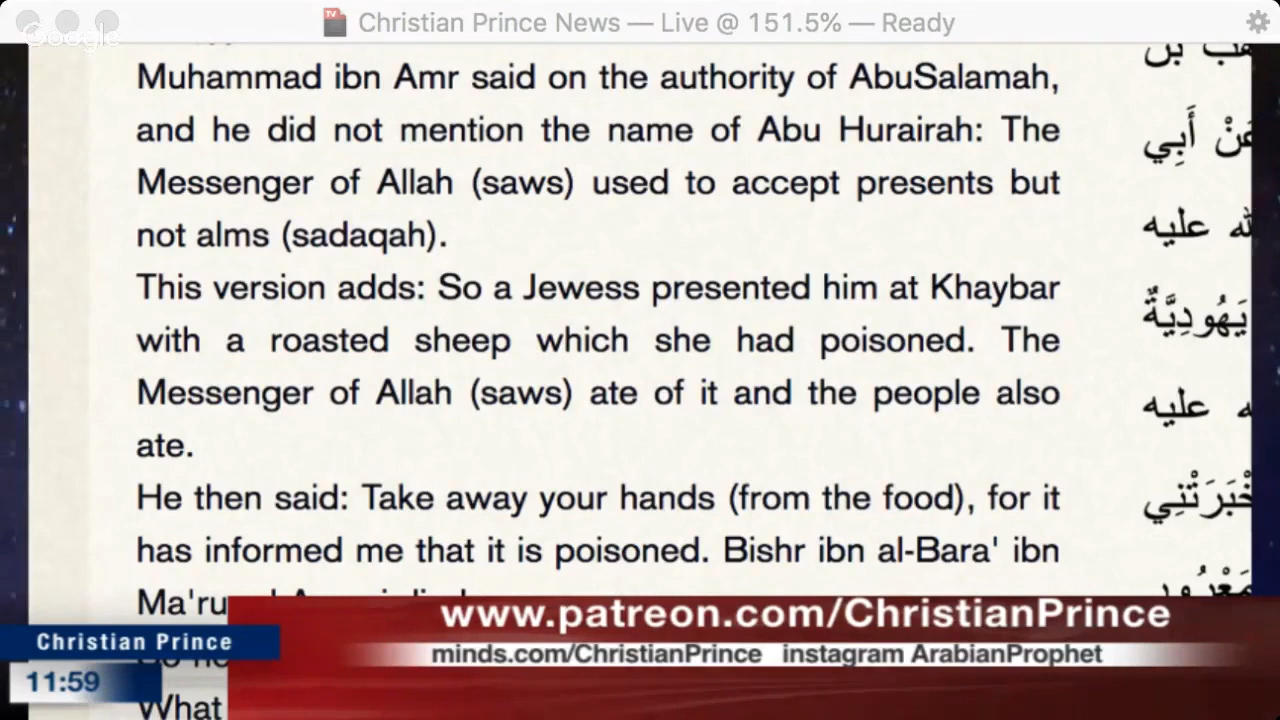 Christian Prince News — Live @ 151.5% — Ready
Google
Muhammad ibn Amr said on the authority of AbuSalamah,
and he did not mention the name of Abu Hurairah: The
Messenger of Allah (saws) used to accept presents but
not alms (sadaqah).
This version adds: So a Jewess presented him at Khaybar
with a roasted sheep which she had poisoned. The
Messenger of Allah (saws) ate of it and the people also
ate.
He then said: Take away your hands (from the food), for it
has informed me that it is poisoned. Bishr ibn al-Bara' ibn
Ma'ru
What
أَبِي
عليه
يَهُودِيَّةٌ
عليه
www.patreon.com/ChristianPrince
minds.com/ChristianPrince instagram ArabianProphet
Christian Prince
11:59